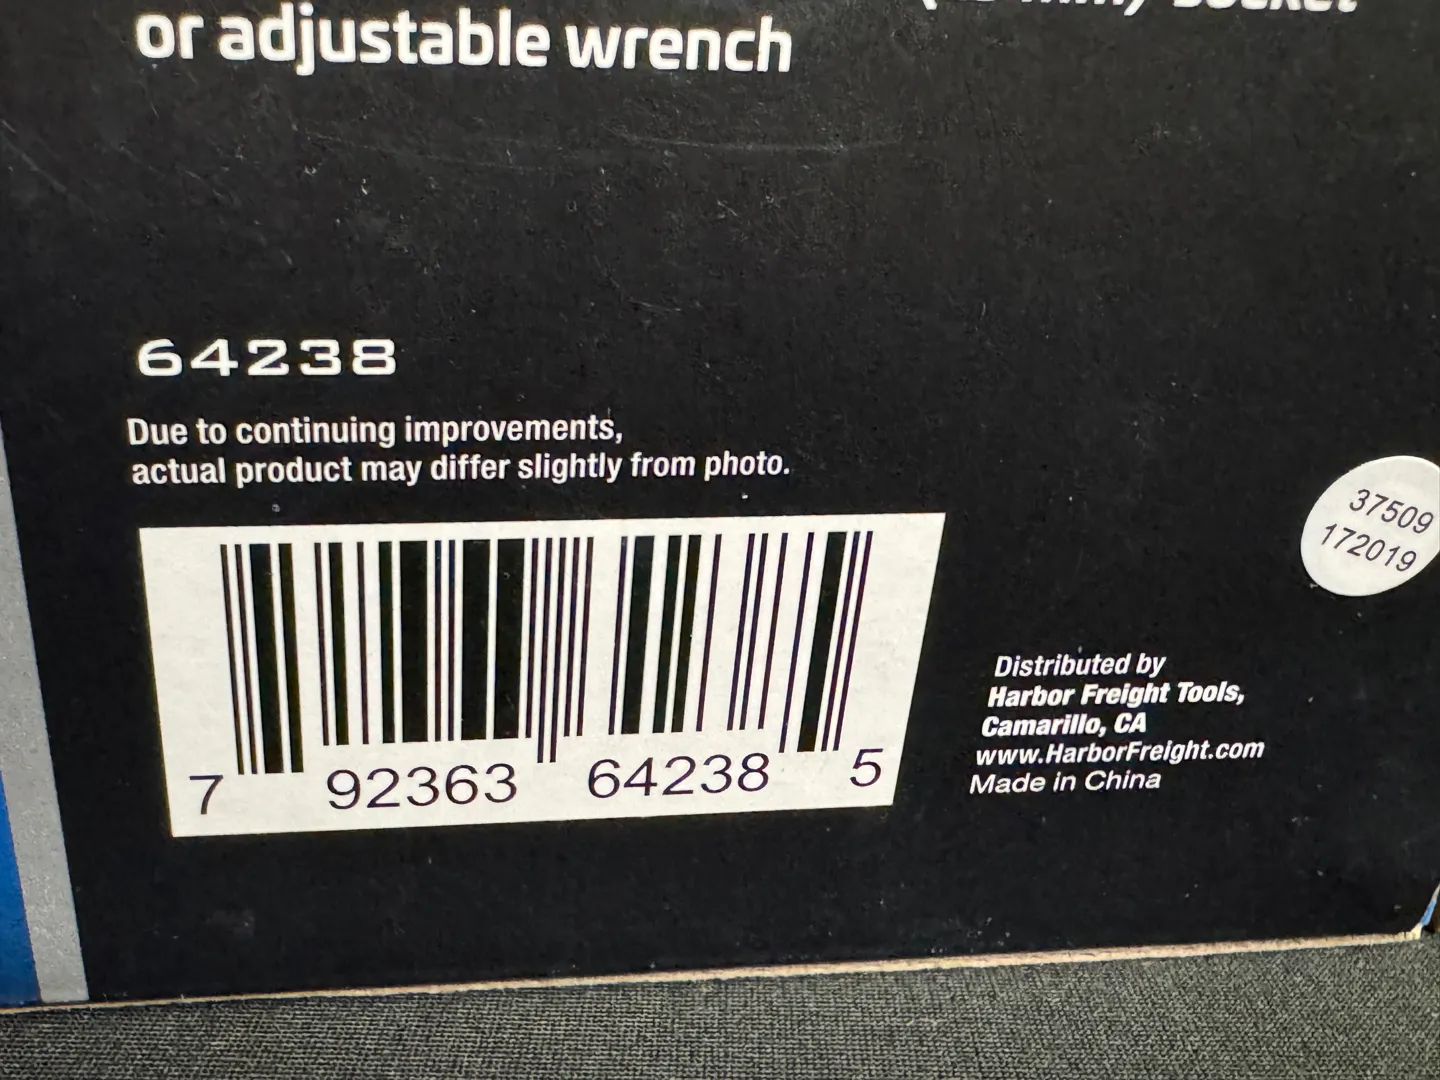 socket
or adjustable wrench
64238
Due to continuing improvements,
actual product may differ slightly from photo.
37509
172019
7 92363 64238 5
Distributed by
Harbor Freight Tools,
Camarillo, CA
www.HarborFreight.com
Made in China